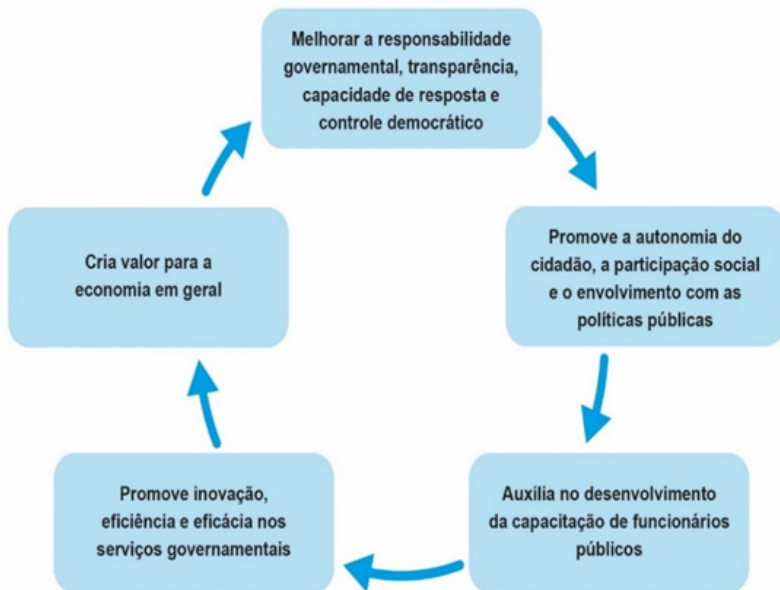 Melhorar a responsabilidade
governamental, transparência,
capacidade de resposta e
controle democrático
Promove a autonomia do
cidadão, a participação social
e o envolvimento com as
políticas públicas
Auxilia no desenvolvimento
da capacitação de funcionários
públicos
Promove inovação,
eficiência e eficácia nos
serviços governamentais
Cria valor para a
economia em geral